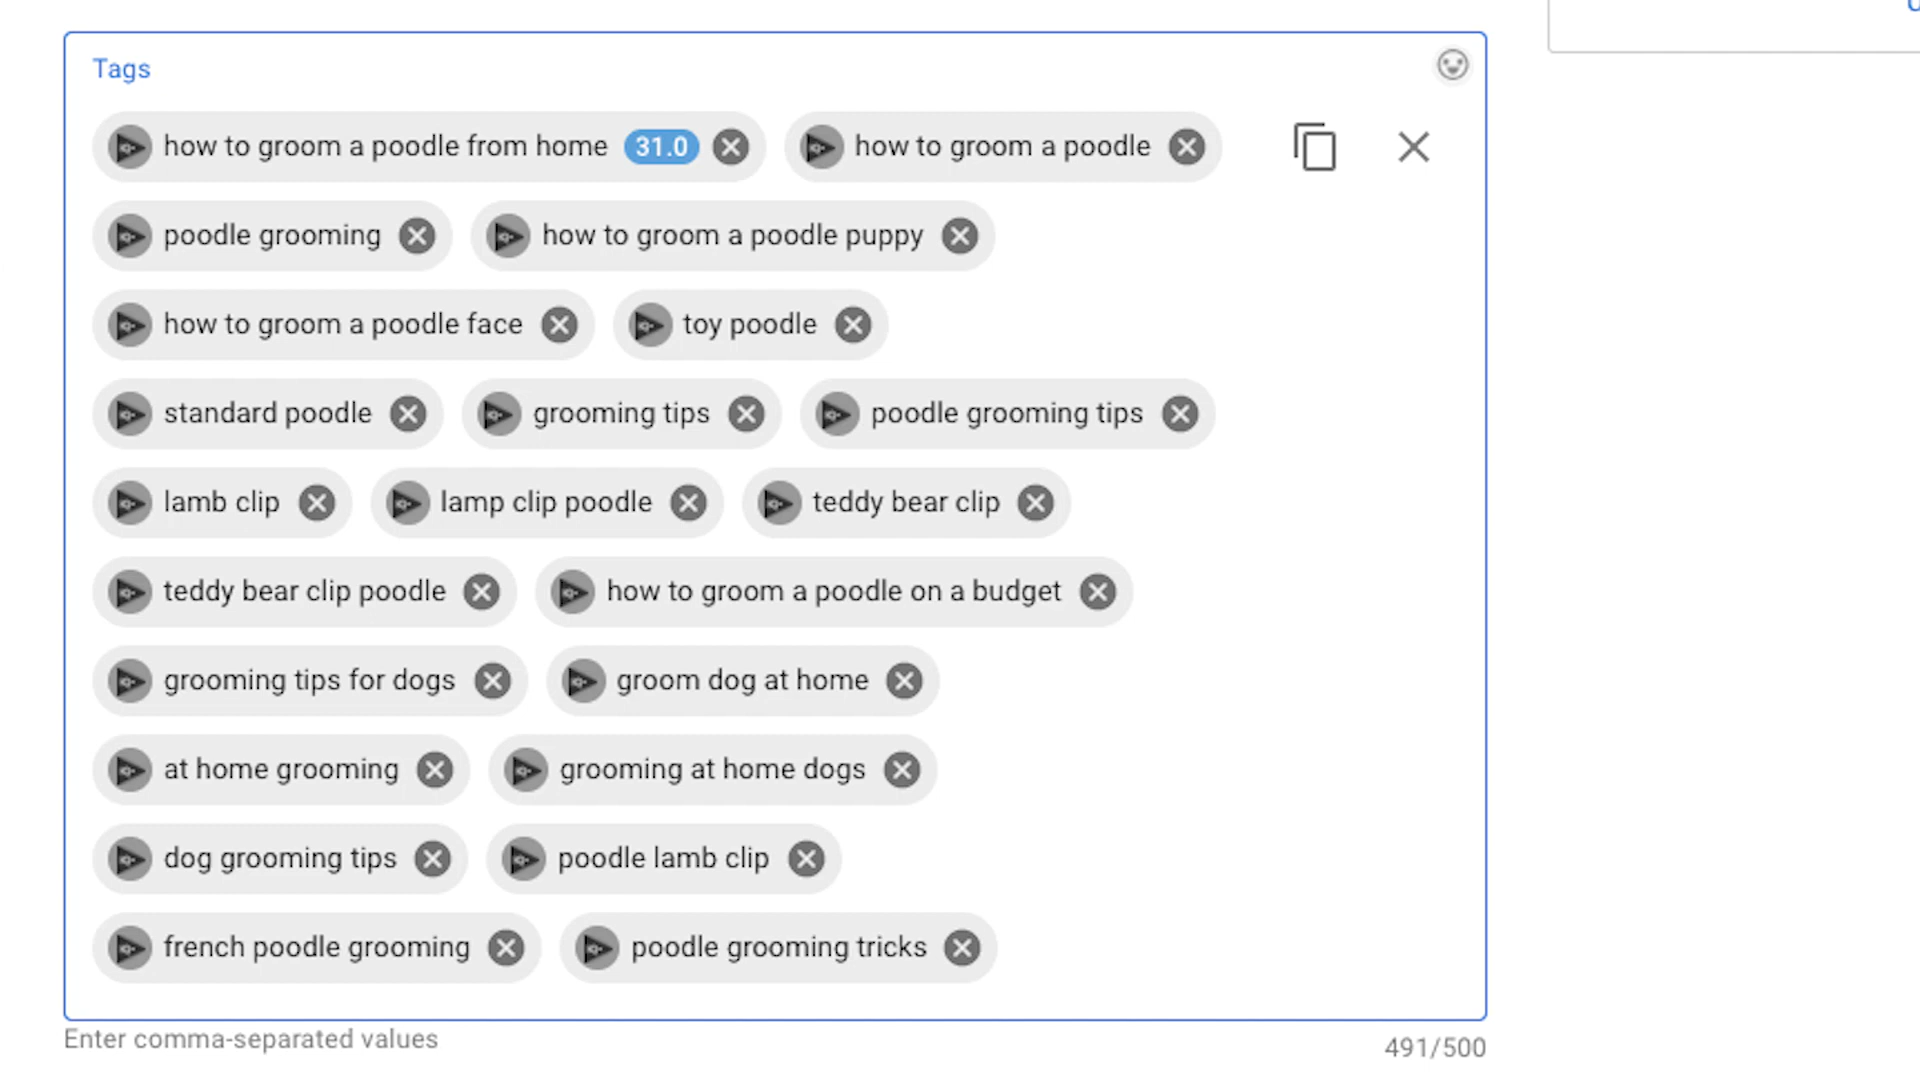 Tags
how to groom a poodle from home 31.0 how to groom a poodle
poodle grooming how to groom a poodle puppy
how to groom a poodle face toy poodle
standard poodle grooming tips poodle grooming tips
lamb clip lamp clip poodle teddy bear clip
teddy bear clip poodle how to groom a poodle on a budget
grooming tips for dogs groom dog at home
at home grooming grooming at home dogs
dog grooming tips poodle lamb clip
french poodle grooming poodle grooming tricks
Enter comma-separated values 491/500